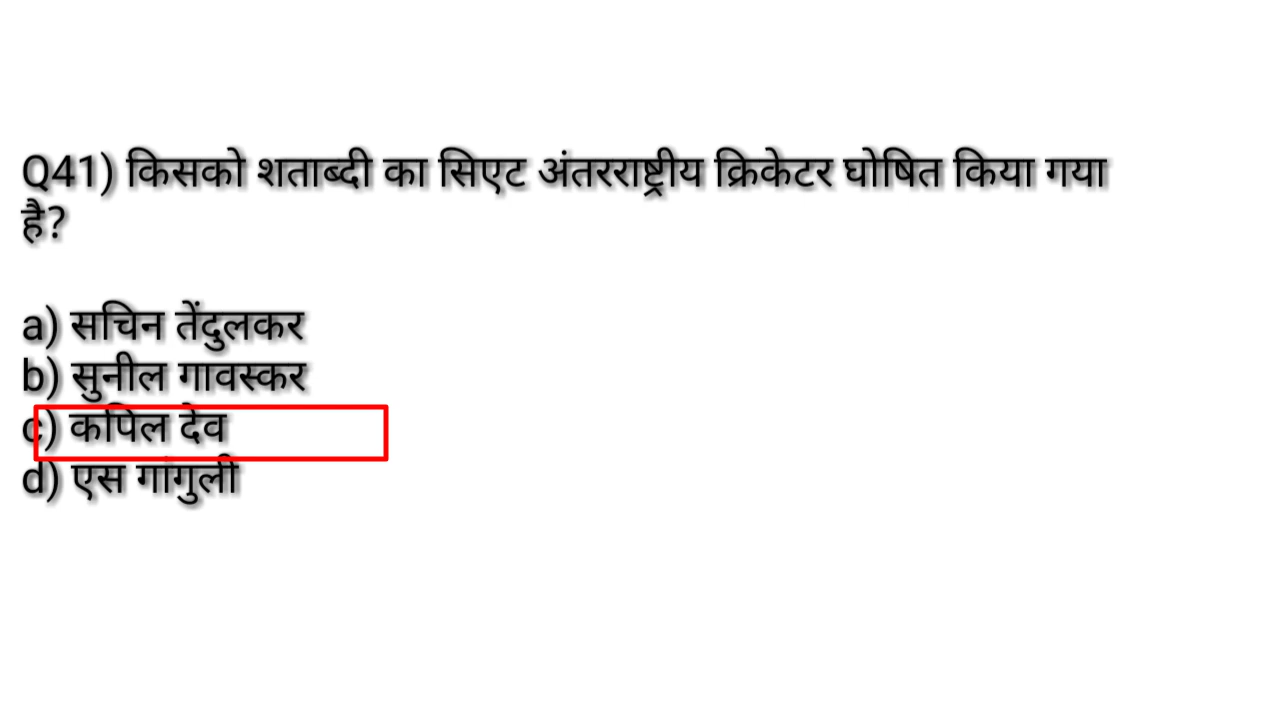 Q41) किसको शताब्दी का सिएट अंतरराष्ट्रीय क्रिकेटर घोषित किया गया
है?
a) सचिन तेंदुलकर
b) सुनील गावस्कर
c) कपिल देव
d) एस गांगुली